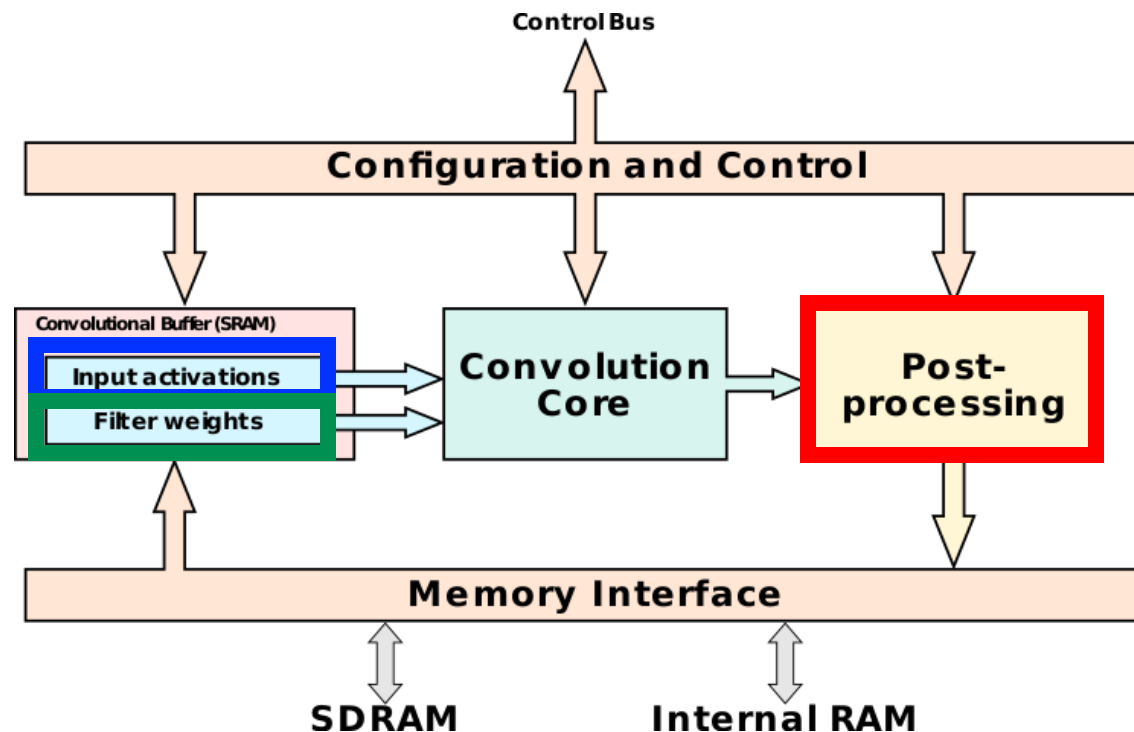 Control Bus
Configuration and Control
Convolutional Buffer (SRAM)
Input activations
Filter weights
Convolution
Core
Post-
processing
Memory Interface
SDRAM
Internal RAM